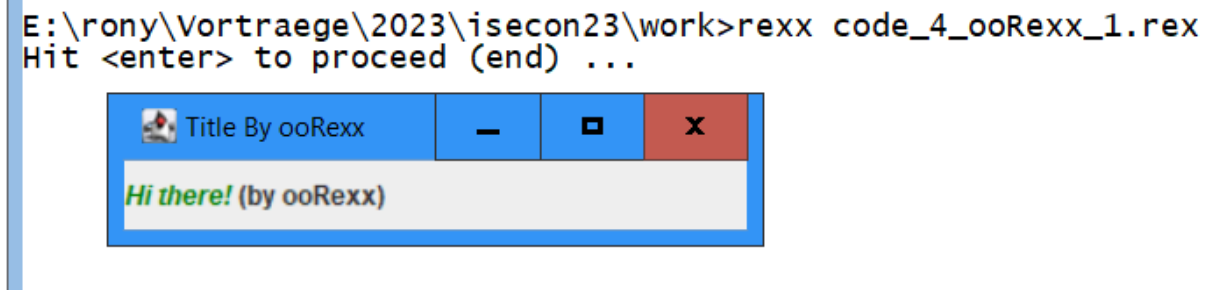 E:\rony\Vortraege\2023\isecon23\work>rexx code_4_ooRexx_1.rex
Hit <enter> to proceed (end) ...
Title By ooRexx
Hi there! (by ooRexx)